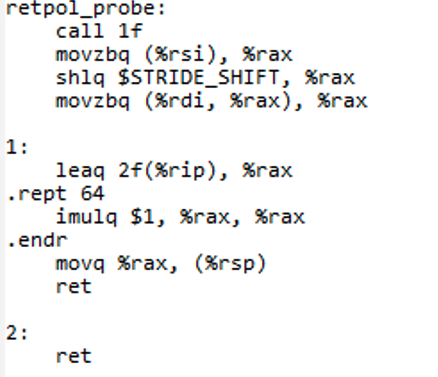 retpol_probe:
call 1f
movzbq (%rsi), %rax
shlq $STRIDE_SHIFT, %rax
movzbq (%rdi, %rax), %rax
1:
leaq 2f(%rip), %rax
.rept 64
imulq $1, %rax, %rax
.endr
movq %rax, (%rsp)
ret
2:
ret